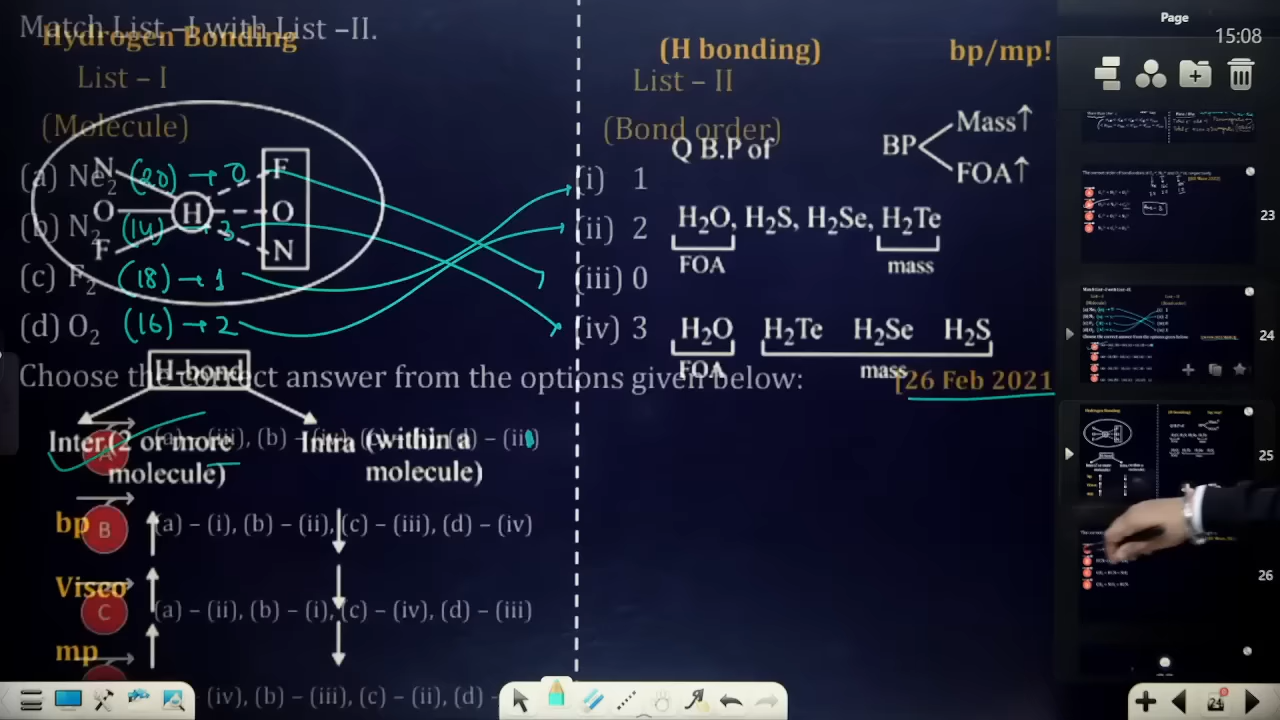 Match List –I with List –II.
Hydrogen Bonding
(H bonding)
bp/mp!
Page
15:08
List – I
List – II
(Molecule)
(Bond order)
Q B.P of
BP
Mass↑
FOA↑
N
O
F
H
F
O
N
(a) Ne2 (20) → 0
(b) N2 (14) → 3
(c) F2 (18) → 1
(d) O2 (16) → 2
(i) 1
(ii) 2
(iii) 0
(iv) 3
H2O, H2S, H2Se, H2Te
FOA
mass
H2O H2Te H2Se H2S
FOA
mass
H-bond
Choose the correct answer from the options given below:
[26 Feb 2021
A
Inter(2 or more
molecule)
Intra (within a
molecule)
bp
B
(a) – (i), (b) – (ii), (c) – (iii), (d) – (iv)
Visco
C
(a) – (ii), (b) – (i), (c) – (iv), (d) – (iii)
mp
(iv), (b) – (iii), (c) – (ii), (d) –
23
24
25
26
24